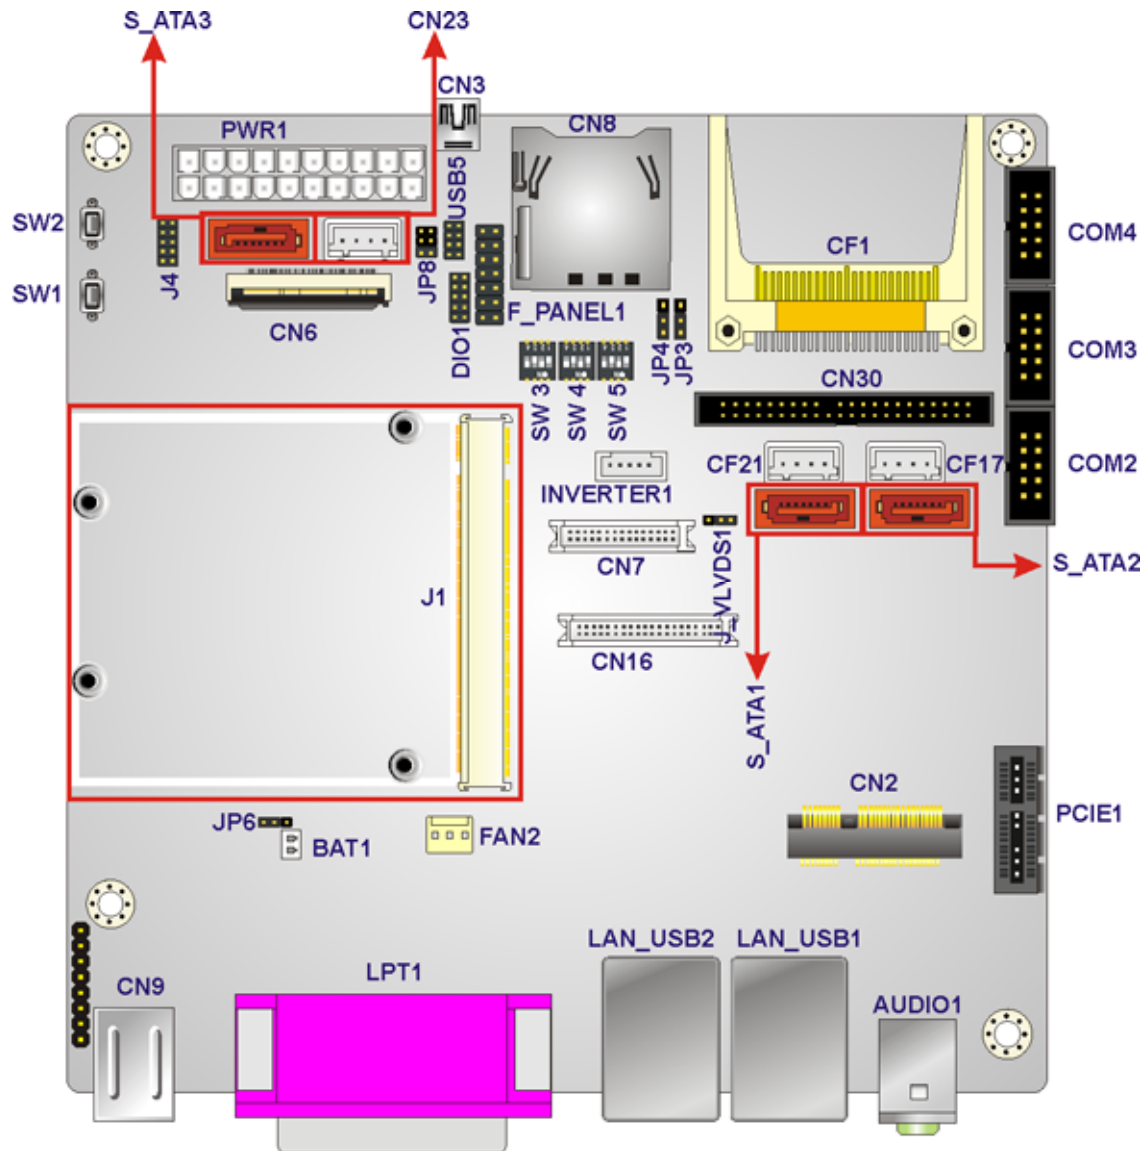 S_ATA3
CN23
CN3
PWR1
CN8
USB5
SW2
COM4
CF1
J4
JP8
SW1
F_PANEL1
CN6
DIO1
JP4
JP3
COM3
CN30
SW 3
SW 4
SW 5
CF21
CF17
COM2
INVERTER1
CN7
S_ATA2
J1
JVLVDS1
CN16
S_ATA1
CN2
PCIE1
JP6
BAT1
FAN2
LAN_USB2
LAN_USB1
CN9
LPT1
AUDIO1